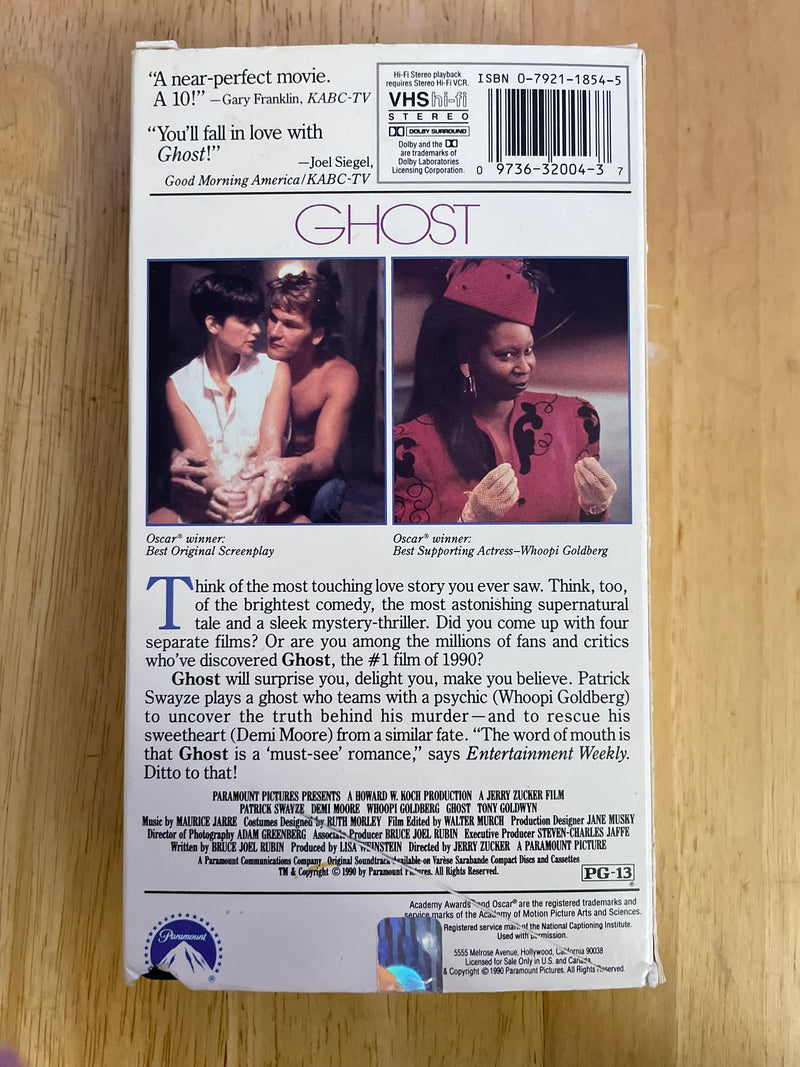 “A near-perfect movie.
A 10!” —Gary Franklin, KABC-TV
“You'll fall in love with
Ghost!”
—Joel Siegel,
Good Morning America/KABC-TV
Hi-Fi Stereo playback
requires Stereo Hi-Fi VCR.
VHS hi-fi
STEREO
DOLBY SURROUND
Dolby and the
are trademarks of
Dolby Laboratories
Licensing Corporation.
ISBN 0-7921-1854-5
0 9736-32004-3 7
GHOST
Oscar® winner:
Best Original Screenplay
Oscar® winner:
Best Supporting Actress–Whoopi Goldberg
Think of the most touching love story you ever saw. Think, too,
of the brightest comedy, the most astonishing supernatural
tale and a sleek mystery-thriller. Did you come up with four
separate films? Or are you among the millions of fans and critics
who've discovered Ghost, the #1 film of 1990?
Ghost will surprise you, delight you, make you believe. Patrick
Swayze plays a ghost who teams with a psychic (Whoopi Goldberg)
to uncover the truth behind his murder—and to rescue his
sweetheart (Demi Moore) from a similar fate. “The word of mouth is
that Ghost is a ‘must-see’ romance,” says Entertainment Weekly.
Ditto to that!
PARAMOUNT PICTURES PRESENTS A HOWARD W. KOCH PRODUCTION A JERRY ZUCKER FILM
PATRICK SWAYZE DEMI MOORE WHOOPI GOLDBERG GHOST TONY GOLDWYN
Music by MAURICE JARRE Costumes Designed by RUTH MORLEY Film Edited by WALTER MURCH Production Designer JANE MUSKY
Director of Photography ADAM GREENBERG Associate Producer BRUCE JOEL RUBIN Executive Producer STEVEN-CHARLES JAFFE
Written by BRUCE JOEL RUBIN Produced by LISA WEINSTEIN Directed by JERRY ZUCKER A PARAMOUNT PICTURE
A Paramount Communications Company Original Soundtrack Available on Varèse Sarabande Compact Discs and Cassettes
TM & Copyright © 1990 by Paramount Pictures. All Rights Reserved.
PG-13
®
Academy Awards and Oscar® are the registered trademarks and
service marks of the Academy of Motion Picture Arts and Sciences.
Registered service mark of the National Captioning Institute.
Used with permission.
5555 Melrose Avenue, Hollywood, California 90038
Licensed for Sale Only in U.S. and Canada.
& Copyright © 1990 Paramount Pictures. All Rights Reserved.
Paramount
®